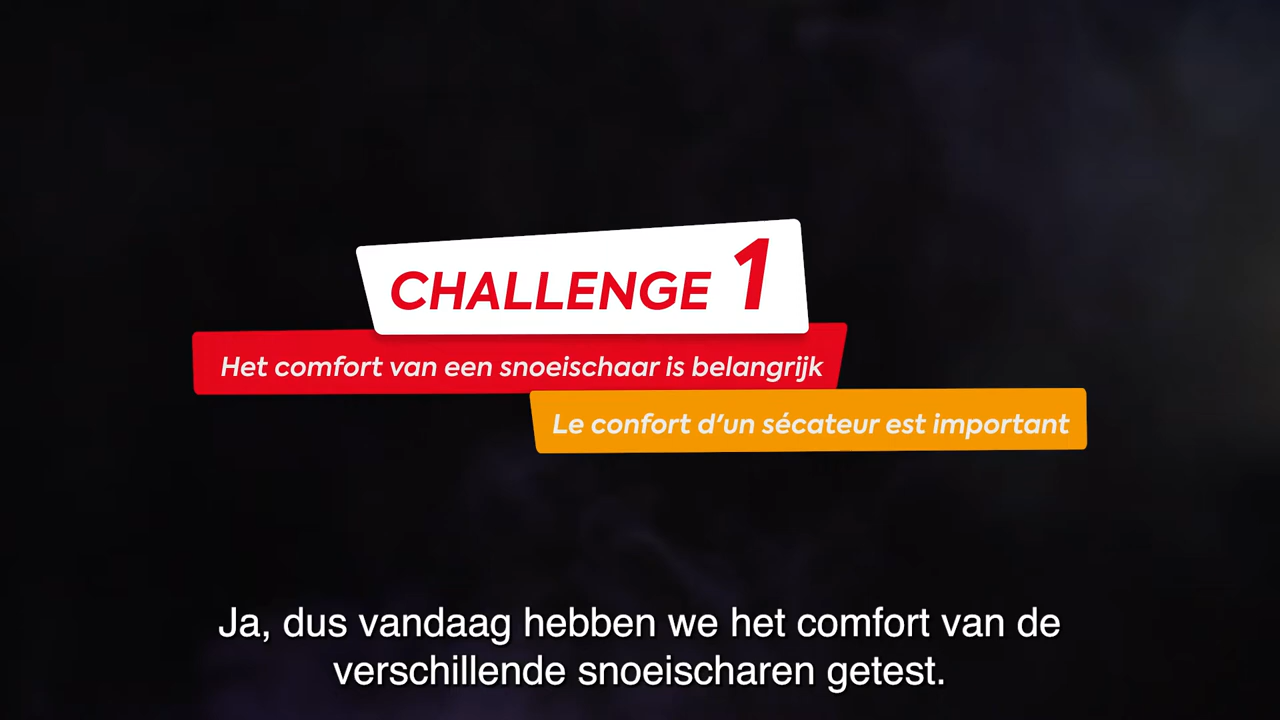 CHALLENGE 1
Het comfort van een snoeischaar is belangrijk
Le confort d'un sécateur est important
Ja, dus vandaag hebben we het comfort van de
verschillende snoeischaren getest.